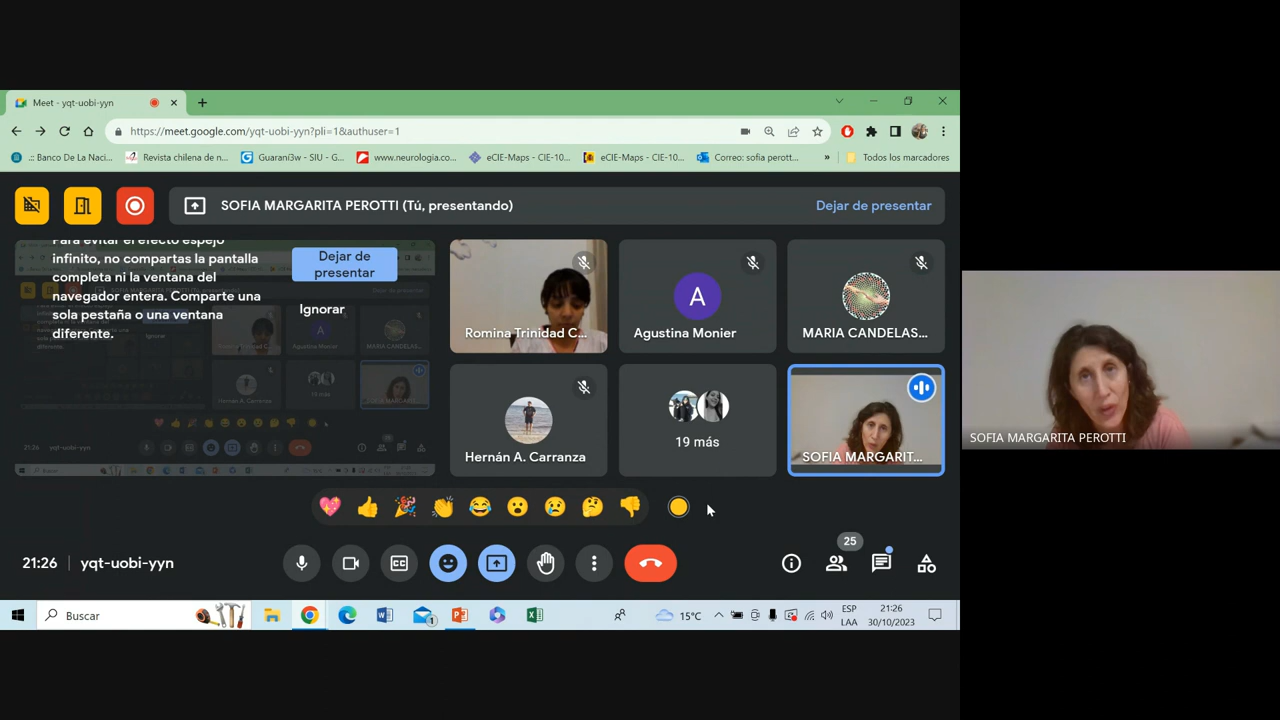 Meet - yqt-uobi-yyn
https://meet.google.com/yqt-uobi-yyn?pli=1&authuser=1
.:: Banco De La Naci...
Revista chilena de n...
Guaraní3w - SIU - G...
www.neurologia.co...
eCIE-Maps - CIE-10...
eCIE-Maps - CIE-10...
Correo: sofia perott...
»
Todos los marcadores
SOFIA MARGARITA PEROTTI (Tú, presentando)
Dejar de presentar
Para evitar el efecto espejo
infinito, no compartas la pantalla
completa ni la ventana del
navegador entera. Comparte una
sola pestaña o una ventana
diferente.
Dejar de
presentar
Ignorar
Romina Trinidad C...
A
Agustina Monier
MARIA CANDELAS...
Hernán A. Carranza
19 más
SOFIA MARGARIT...
SOFIA MARGARITA PEROTTI
21:26 | yqt-uobi-yyn
CC
25
Buscar
1
15°C
ESP
LAA
21:26
30/10/2023